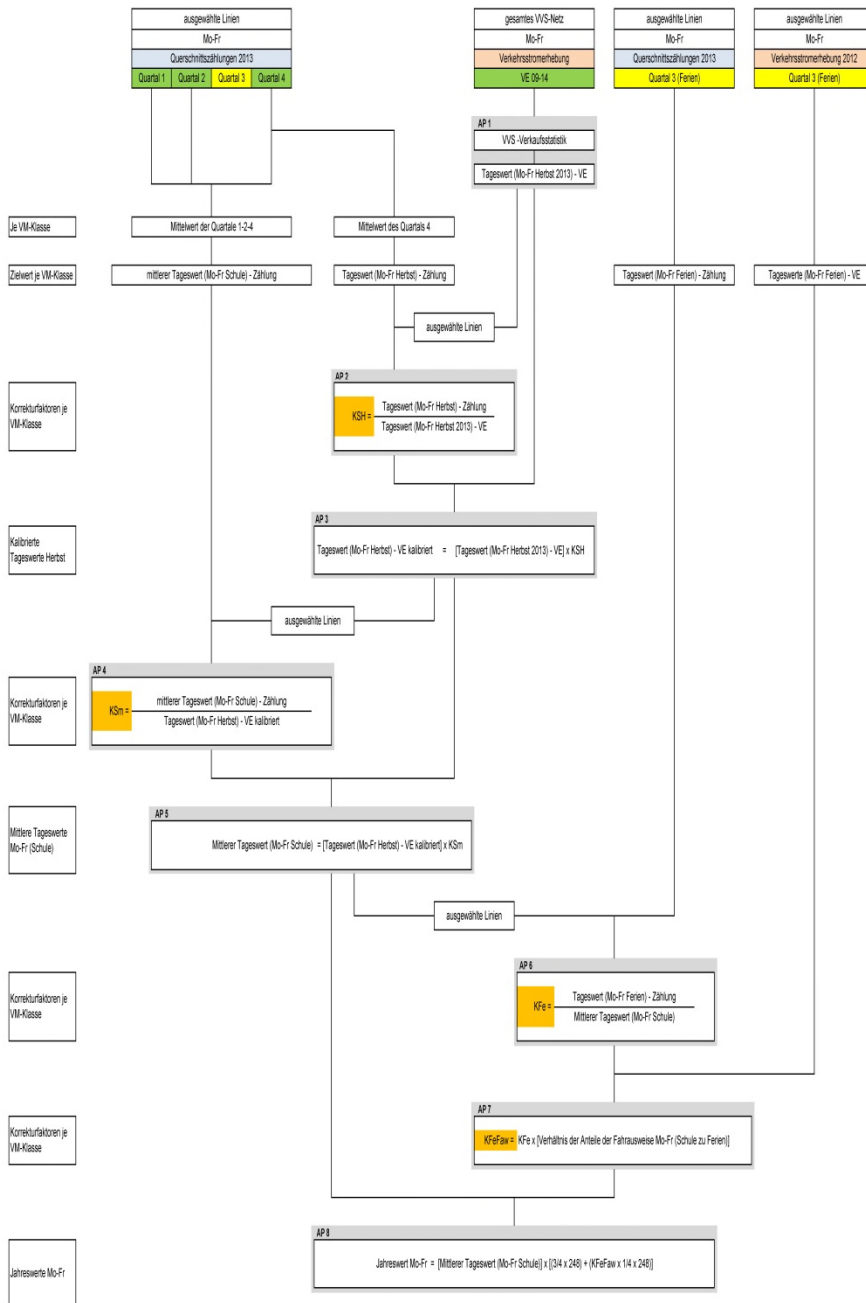 ausgewählte Linien
Mo-Fr
Querschnittszählungen 2013
Quartal 1 Quartal 2 Quartal 3 Quartal 4
gesamtes VVS-Netz
Mo-Fr
Verkehrsstromerhebung
VE 09-14
ausgewählte Linien
Mo-Fr
Querschnittszählungen 2013
Quartal 3 (Ferien)
ausgewählte Linien
Mo-Fr
Verkehrsstromerhebung 2012
Quartal 3 (Ferien)
AP 1
VVS -Verkaufsstatistik
Tageswert (Mo-Fr Herbst 2013) - VE
Je VM-Klasse
Mittelwert der Quartale 1-2-4
Mittelwert des Quartals 4
Zielwert je VM-Klasse
mittlerer Tageswert (Mo-Fr Schule) - Zählung
Tageswert (Mo-Fr Herbst) - Zählung
Tageswert (Mo-Fr Ferien) - Zählung
Tageswerte (Mo-Fr Ferien) - VE
ausgewählte Linien
Korrekturfaktoren je
VM-Klasse
AP 2
KSH =
Tageswert (Mo-Fr Herbst) - Zählung
Tageswert (Mo-Fr Herbst 2013) - VE
Kalibrierte
Tageswerte Herbst
AP 3
Tageswert (Mo-Fr Herbst) - VE kalibriert = [Tageswert (Mo-Fr Herbst 2013) - VE] x KSH
ausgewählte Linien
Korrekturfaktoren je
VM-Klasse
AP 4
KSm =
mittlerer Tageswert (Mo-Fr Schule) - Zählung
Tageswert (Mo-Fr Herbst) - VE kalibriert
Mittlere Tageswerte
Mo-Fr (Schule)
AP 5
Mittlerer Tageswert (Mo-Fr Schule) = [Tageswert (Mo-Fr Herbst) - VE kalibriert] x KSm
ausgewählte Linien
Korrekturfaktoren je
VM-Klasse
AP 6
KFe =
Tageswert (Mo-Fr Ferien) - Zählung
Mittlerer Tageswert (Mo-Fr Schule)
Korrekturfaktoren je
VM-Klasse
AP 7
KFeFaw = KFe x [Verhältnis der Anteile der Fahrausweise Mo-Fr (Schule zu Ferien)]
Jahreswerte Mo-Fr
AP 8
Jahreswert Mo-Fr = [Mittlerer Tageswert (Mo-Fr Schule)] x [(3/4 x 248) + (KFeFaw x 1/4 x 248)]